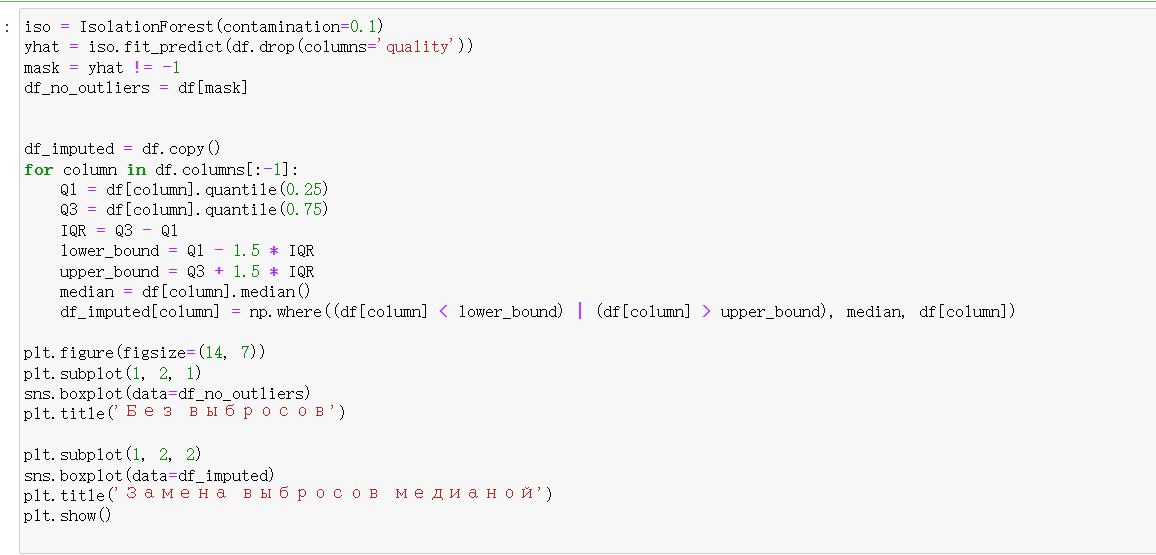 : iso = IsolationForest(contamination=0.1)
yhat = iso.fit_predict(df.drop(columns='quality'))
mask = yhat != -1
df_no_outliers = df[mask]
df_imputed = df.copy()
for column in df.columns[:-1]:
    Q1 = df[column].quantile(0.25)
    Q3 = df[column].quantile(0.75)
    IQR = Q3 - Q1
    lower_bound = Q1 - 1.5 * IQR
    upper_bound = Q3 + 1.5 * IQR
    median = df[column].median()
    df_imputed[column] = np.where((df[column] < lower_bound) | (df[column] > upper_bound), median, df[column])
plt.figure(figsize=(14, 7))
plt.subplot(1, 2, 1)
sns.boxplot(data=df_no_outliers)
plt.title('Без выбросов')
plt.subplot(1, 2, 2)
sns.boxplot(data=df_imputed)
plt.title('Замена выбросов медианой')
plt.show()